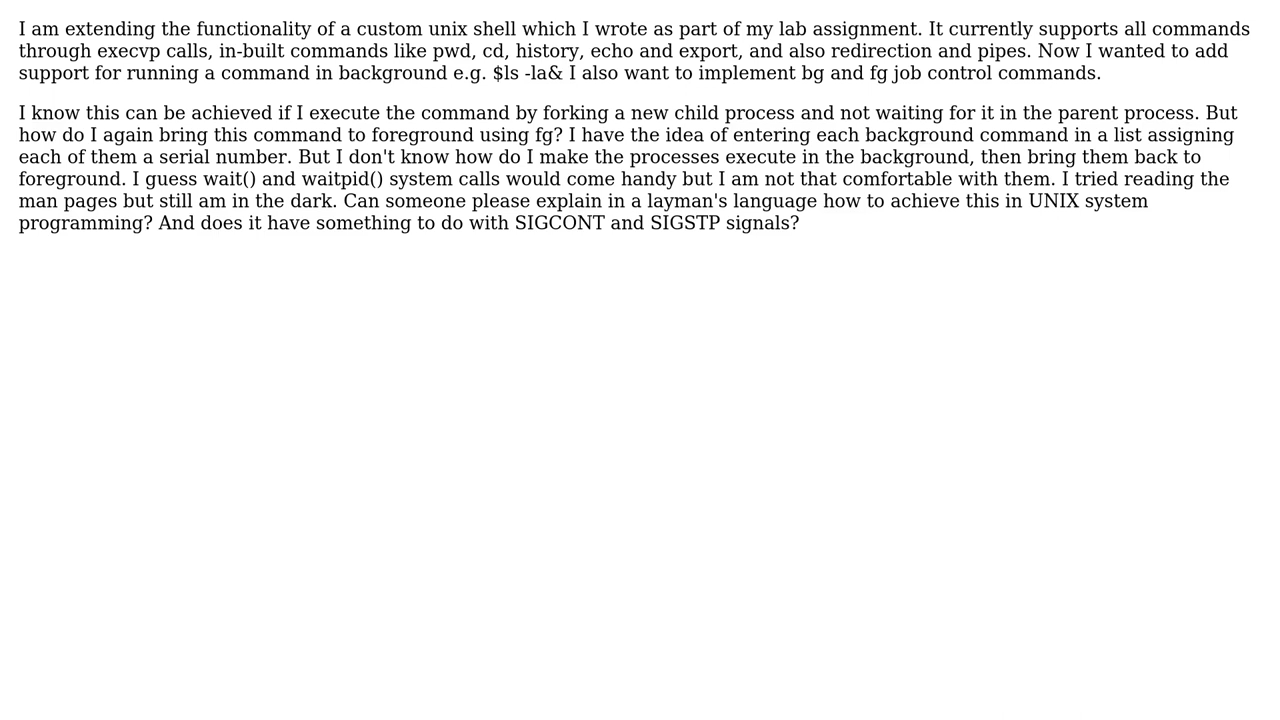 I am extending the functionality of a custom unix shell which I wrote as part of my lab assignment. It currently supports all commands
through execvp calls, in-built commands like pwd, cd, history, echo and export, and also redirection and pipes. Now I wanted to add
support for running a command in background e.g. $ls -la& I also want to implement bg and fg job control commands.
I know this can be achieved if I execute the command by forking a new child process and not waiting for it in the parent process. But
how do I again bring this command to foreground using fg? I have the idea of entering each background command in a list assigning
each of them a serial number. But I don't know how do I make the processes execute in the background, then bring them back to
foreground. I guess wait() and waitpid() system calls would come handy but I am not that comfortable with them. I tried reading the
man pages but still am in the dark. Can someone please explain in a layman's language how to achieve this in UNIX system
programming? And does it have something to do with SIGCONT and SIGSTP signals?